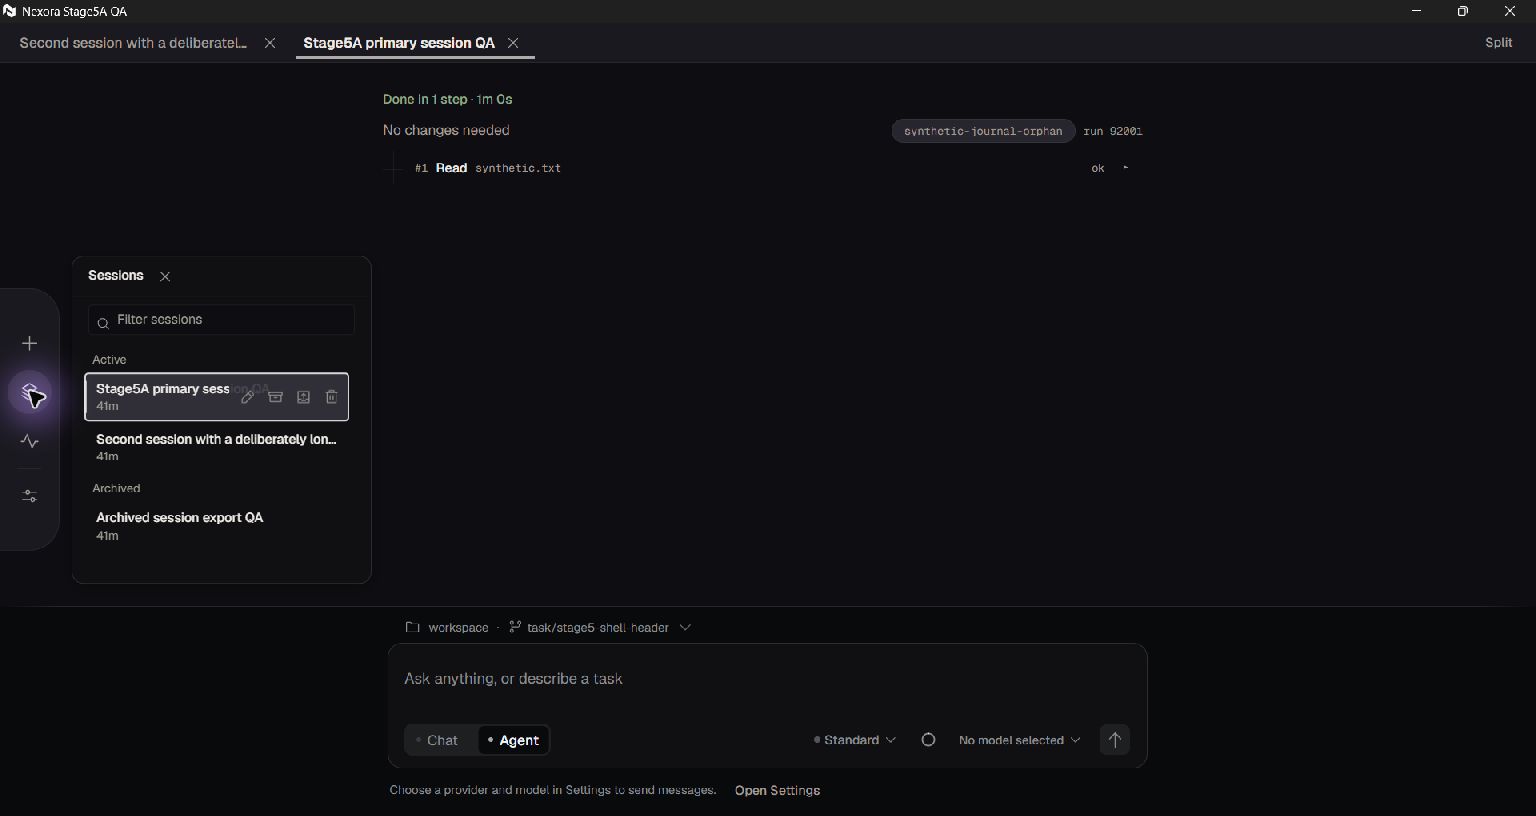 Nexora Stage5A QA
Second session with a deliberatel...
Stage5A primary session QA
Split
Done in 1 step · 1m 0s
No changes needed
synthetic-journal-orphan run 92001
#1 Read synthetic.txt ok
Sessions
Filter sessions
Active
Stage5A primary session QA
41m
Second session with a deliberately lon...
41m
Archived
Archived session export QA
41m
workspace · task/stage5-shell-header
Ask anything, or describe a task
Chat
Agent
Standard
No model selected
Choose a provider and model in Settings to send messages. Open Settings